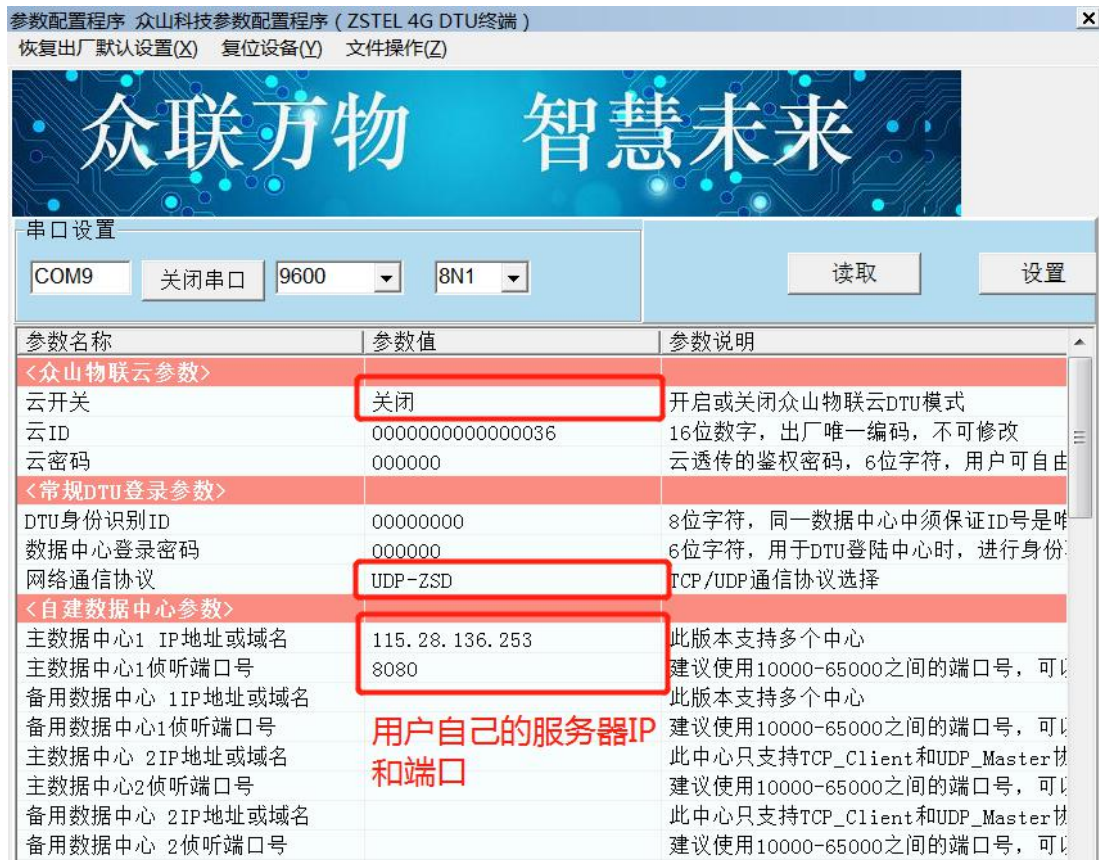 参数配置程序 众山科技参数配置程序 ( ZSTEL 4G DTU终端 )
恢复出厂默认设置(X) 复位设备(Y) 文件操作(Z)
众联万物 智慧未来
串口设置
COM9 关闭串口 9600 8N1 读取 设置
参数名称 参数值 参数说明
<众山物联云参数>
云开关 关闭 开启或关闭众山物联云DTU模式
云ID 0000000000000036 16位数字，出厂唯一编码，不可修改
云密码 000000 云透传的鉴权密码，6位字符，用户可自由
<常规DTU登录参数>
DTU身份识别ID 00000000 8位字符，同一数据中心中须保证ID号是唯
数据中心登录密码 000000 6位字符，用于DTU登陆中心时，进行身份
网络通信协议 UDP-ZSD TCP/UDP通信协议选择
<自建数据中心参数>
主数据中心1 IP地址或域名 115.28.136.253 此版本支持多个中心
主数据中心1侦听端口号 8080 建议使用10000-65000之间的端口号，可以
备用数据中心 1IP地址或域名 此版本支持多个中心
备用数据中心1侦听端口号 建议使用10000-65000之间的端口号，可以
主数据中心 2IP地址或域名 此中心只支持TCP_Client和UDP_Master协
主数据中心2侦听端口号 建议使用10000-65000之间的端口号，可以
备用数据中心 2IP地址或域名 此中心只支持TCP_Client和UDP_Master协
备用数据中心 2侦听端口号 建议使用10000-65000之间的端口号，可以
用户自己的服务器IP
和端口